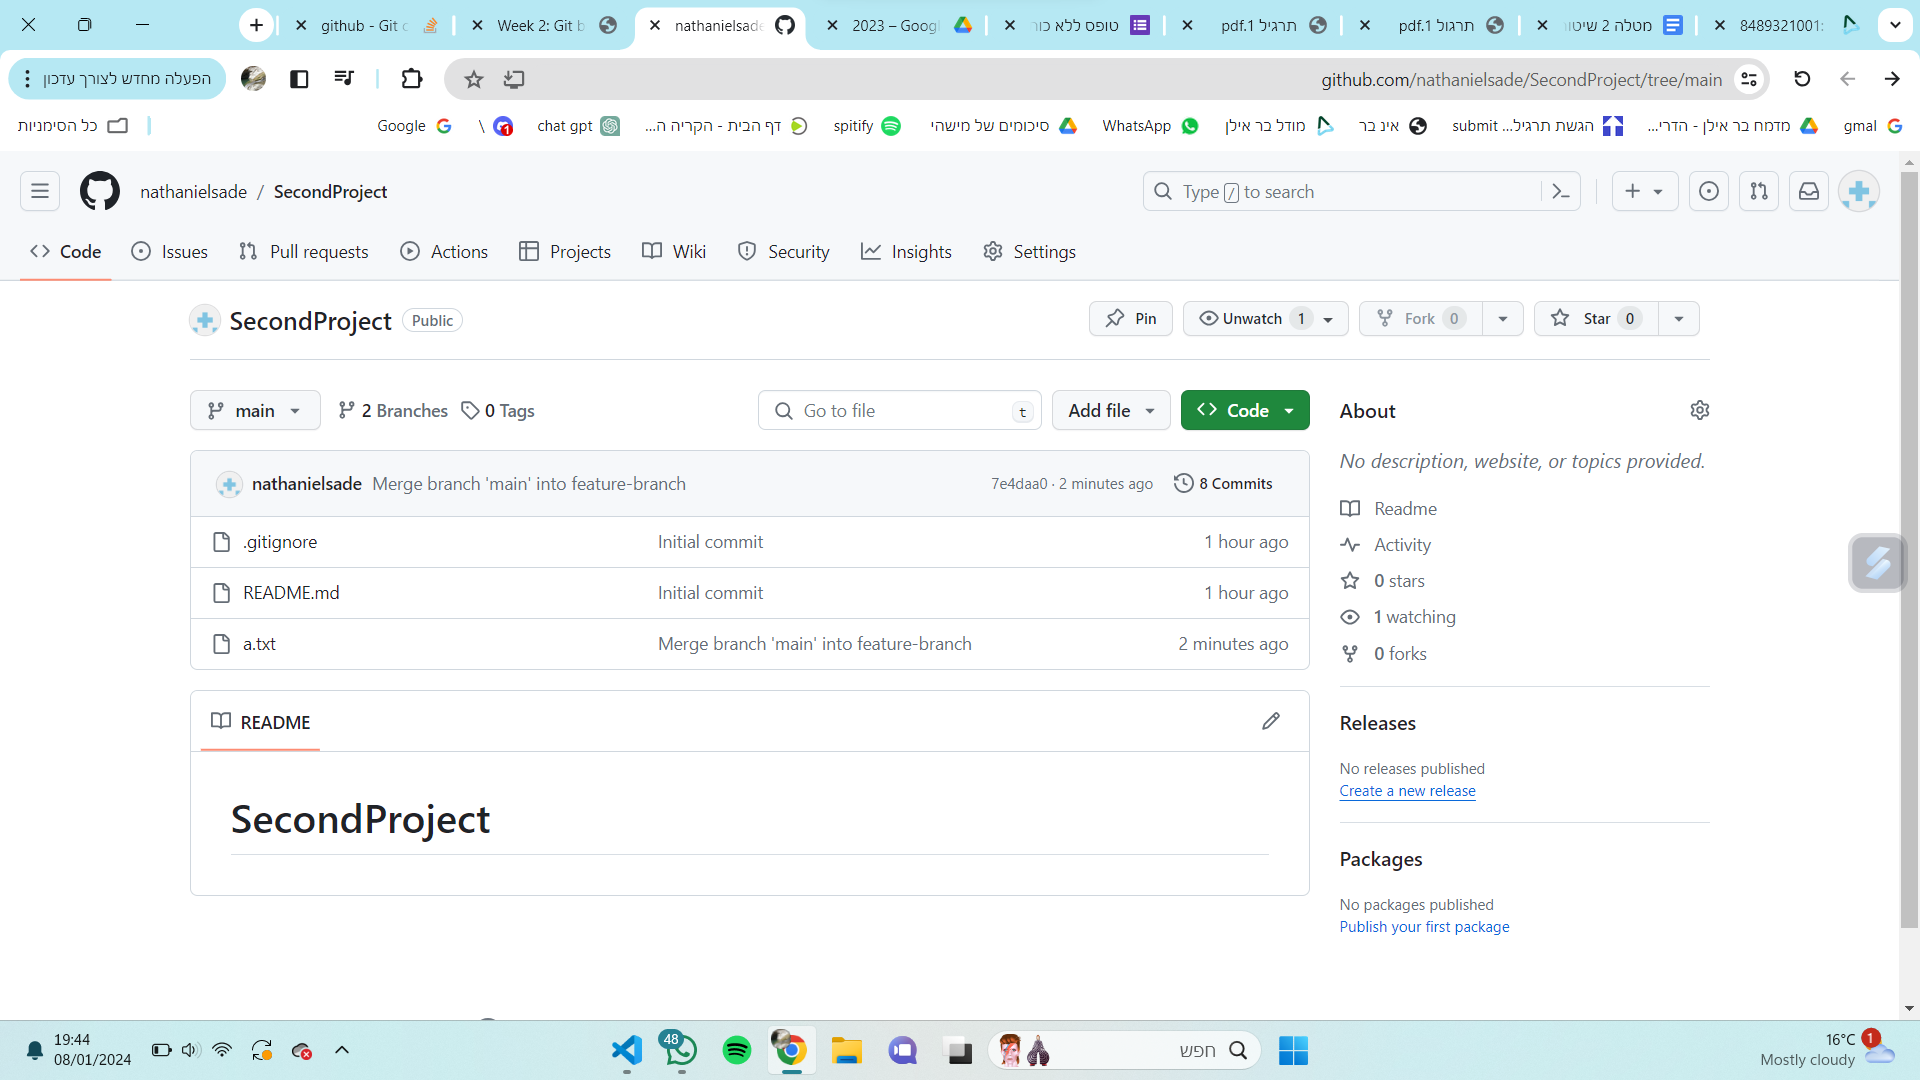 github - Git c
Week 2: Git b
nathanielsade
2023 – Googl
טופס ללא כור
תרגיל 1.pdf
תרגול 1.pdf
מטלה 2 שיטו
8489321001:
הפעלה מחדש לצורך עדכון
github.com/nathanielsade/SecondProject/tree/main
כל הסימניות
Google
\
1
chat gpt
דף הבית - הקריה ה...
spitify
סיכומים של מישהי
WhatsApp
מודל בר אילן
אינ בר
submit ...הגשת תרגיל
מדמח בר אילן - הדרי...
gmal
nathanielsade / SecondProject
Type / to search
Code
Issues
Pull requests
Actions
Projects
Wiki
Security
Insights
Settings
SecondProject
Public
Pin
Unwatch 1
Fork 0
Star 0
main
2 Branches
0 Tags
Go to file
t
Add file
Code
About
No description, website, or topics provided.
nathanielsade Merge branch 'main' into feature-branch
7e4daa0 · 2 minutes ago
8 Commits
.gitignore Initial commit 1 hour ago
README.md Initial commit 1 hour ago
a.txt Merge branch 'main' into feature-branch 2 minutes ago
Readme
Activity
0 stars
1 watching
0 forks
README
SecondProject
Releases
No releases published
Create a new release
Packages
No packages published
Publish your first package
19:44
08/01/2024
48
חפש
16°C
Mostly cloudy
1